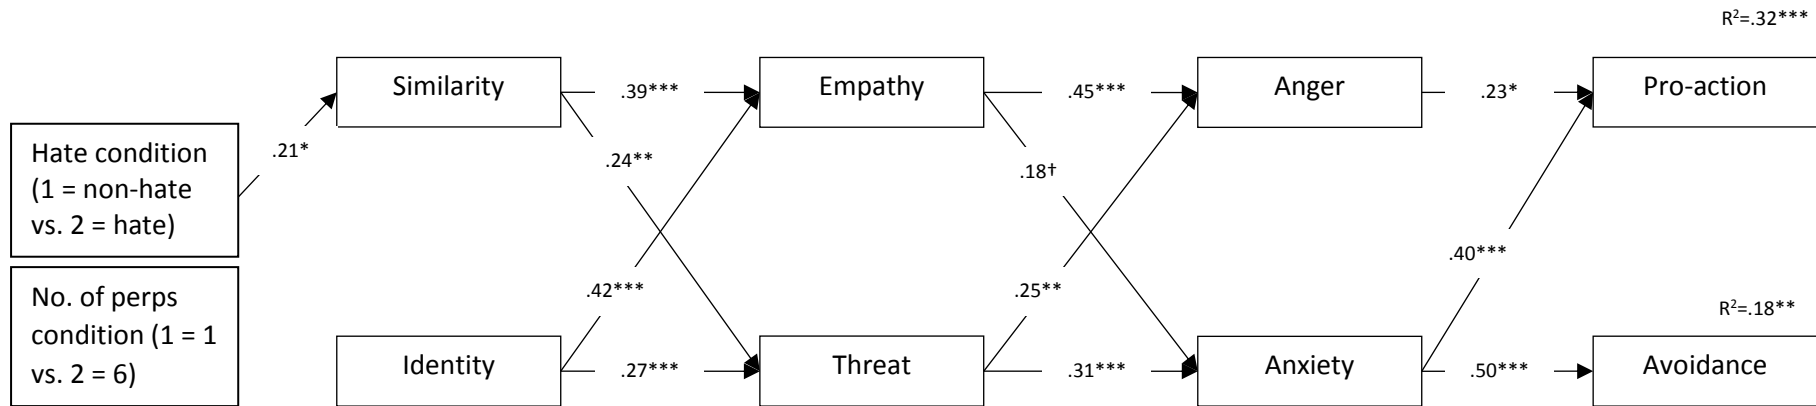 R²=.32***
Similarity
.39***
Empathy
.45***
Anger
.23*
Pro-action
Hate condition
(1 = non-hate
vs. 2 = hate)
.21*
.24**
.18†
.42***
.25**
.40***
No. of perps
condition (1 = 1
vs. 2 = 6)
R²=.18**
Identity
.27***
Threat
.31***
Anxiety
.50***
Avoidance